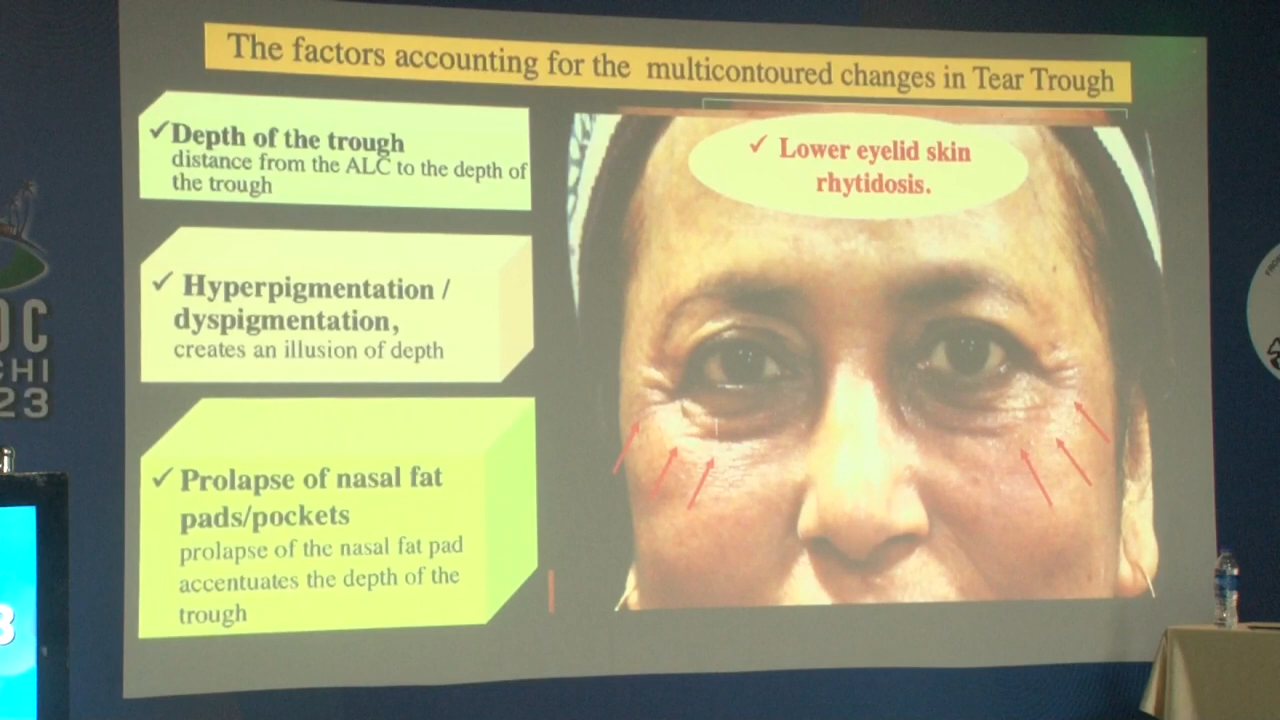 The factors accounting for the multicontoured changes in Tear Trough
✓Depth of the trough
distance from the ALC to the depth of
the trough
✓ Hyperpigmentation /
dyspigmentation,
creates an illusion of depth
✓ Prolapse of nasal fat
pads/pockets
prolapse of the nasal fat pad
accentuates the depth of the
trough
✓ Lower eyelid skin
rhytidosis.
CHI
23